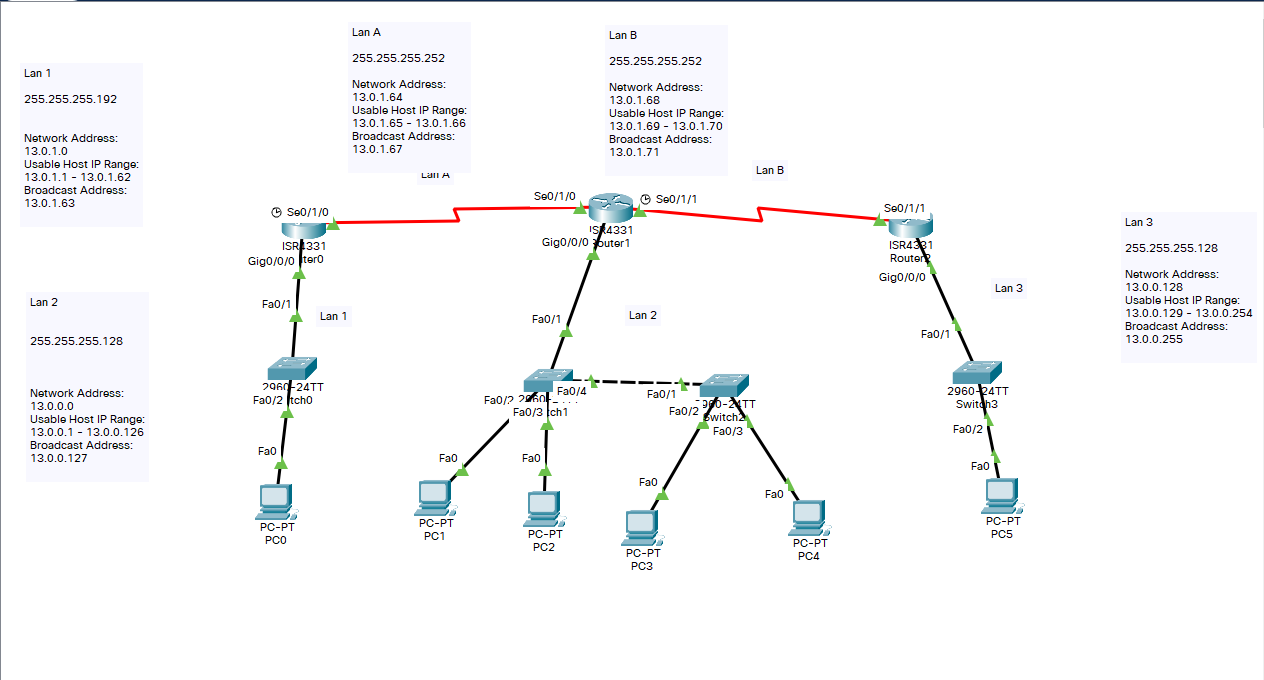 Lan A
255.255.255.252
Network Address:
13.0.1.64
Usable Host IP Range:
13.0.1.65 - 13.0.1.66
Broadcast Address:
13.0.1.67
Lan B
255.255.255.252
Network Address:
13.0.1.68
Usable Host IP Range:
13.0.1.69 - 13.0.1.70
Broadcast Address:
13.0.1.71
Lan 1
255.255.255.192
Network Address:
13.0.1.0
Usable Host IP Range:
13.0.1.1 - 13.0.1.62
Broadcast Address:
13.0.1.63
Lan A
Lan B
Se0/1/0
Se0/1/0
Se0/1/1
Se0/1/1
ISR4331
Gig0/0/0
ISR4331
Router1
Gig0/0/0
ISR4331
Router2
Gig0/0/0
Lan 3
255.255.255.128
Network Address:
13.0.0.128
Usable Host IP Range:
13.0.0.129 - 13.0.0.254
Broadcast Address:
13.0.0.255
Lan 2
255.255.255.128
Network Address:
13.0.0.0
Usable Host IP Range:
13.0.0.1 - 13.0.0.126
Broadcast Address:
13.0.0.127
Fa0/1
Lan 1
Fa0/1
Lan 2
Lan 3
Fa0/1
2960-24TT
Fa0/2
Fa0/2
Fa0/4
Fa0/3
Fa0/1
2960-24TT
Switch2
Fa0/2
Fa0/3
2960-24TT
Switch3
Fa0/2
Fa0
PC-PT
PC0
Fa0
PC-PT
PC1
Fa0
PC-PT
PC2
Fa0
PC-PT
PC3
Fa0
PC-PT
PC4
Fa0
PC-PT
PC5